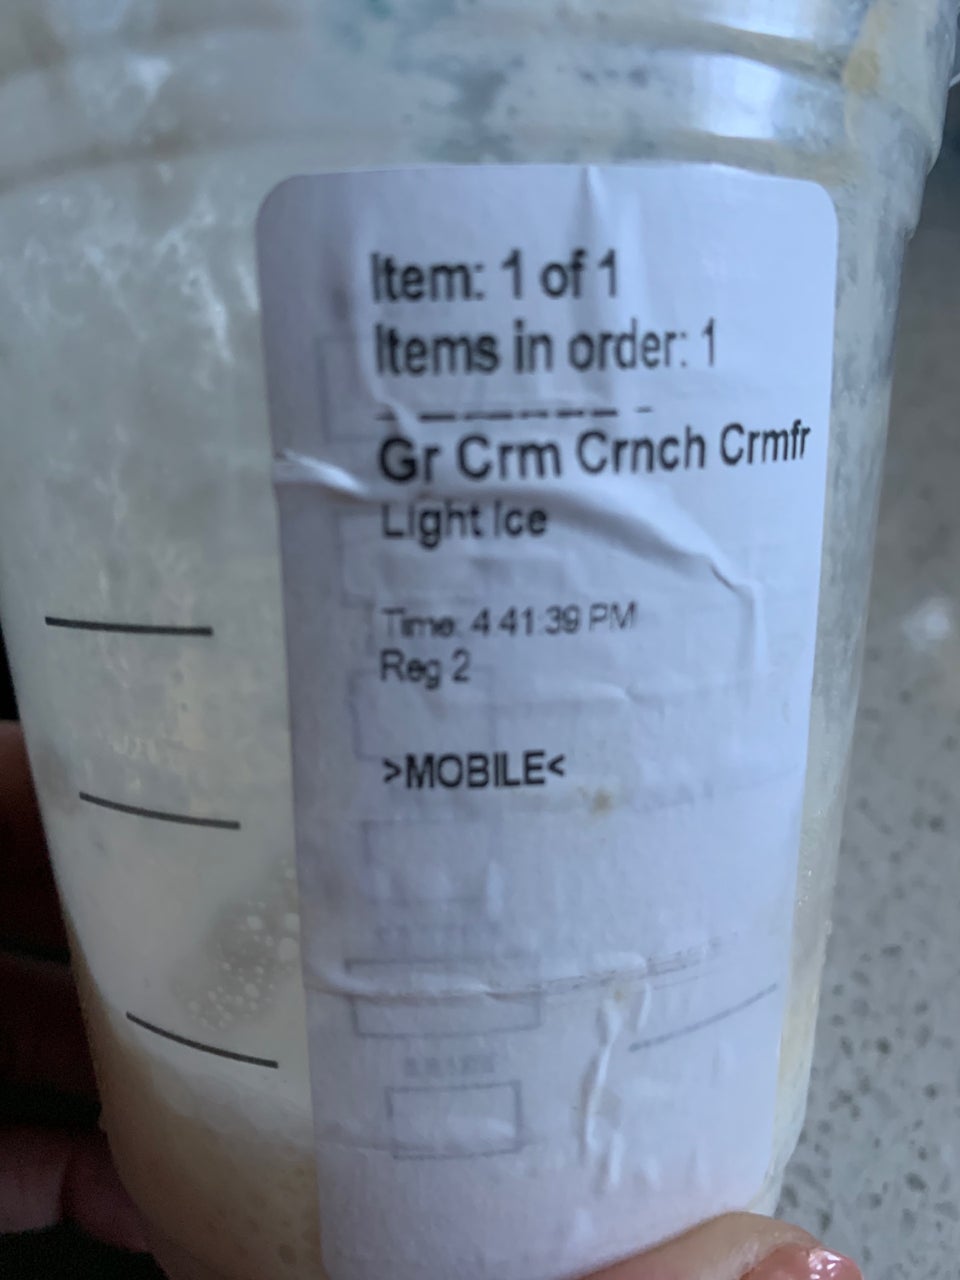 Item: 1 of 1
Items in order: 1
Gr Crm Crnch Crmfr
Light Ice
Time: 4:41:39 PM
Reg 2
>MOBILE<